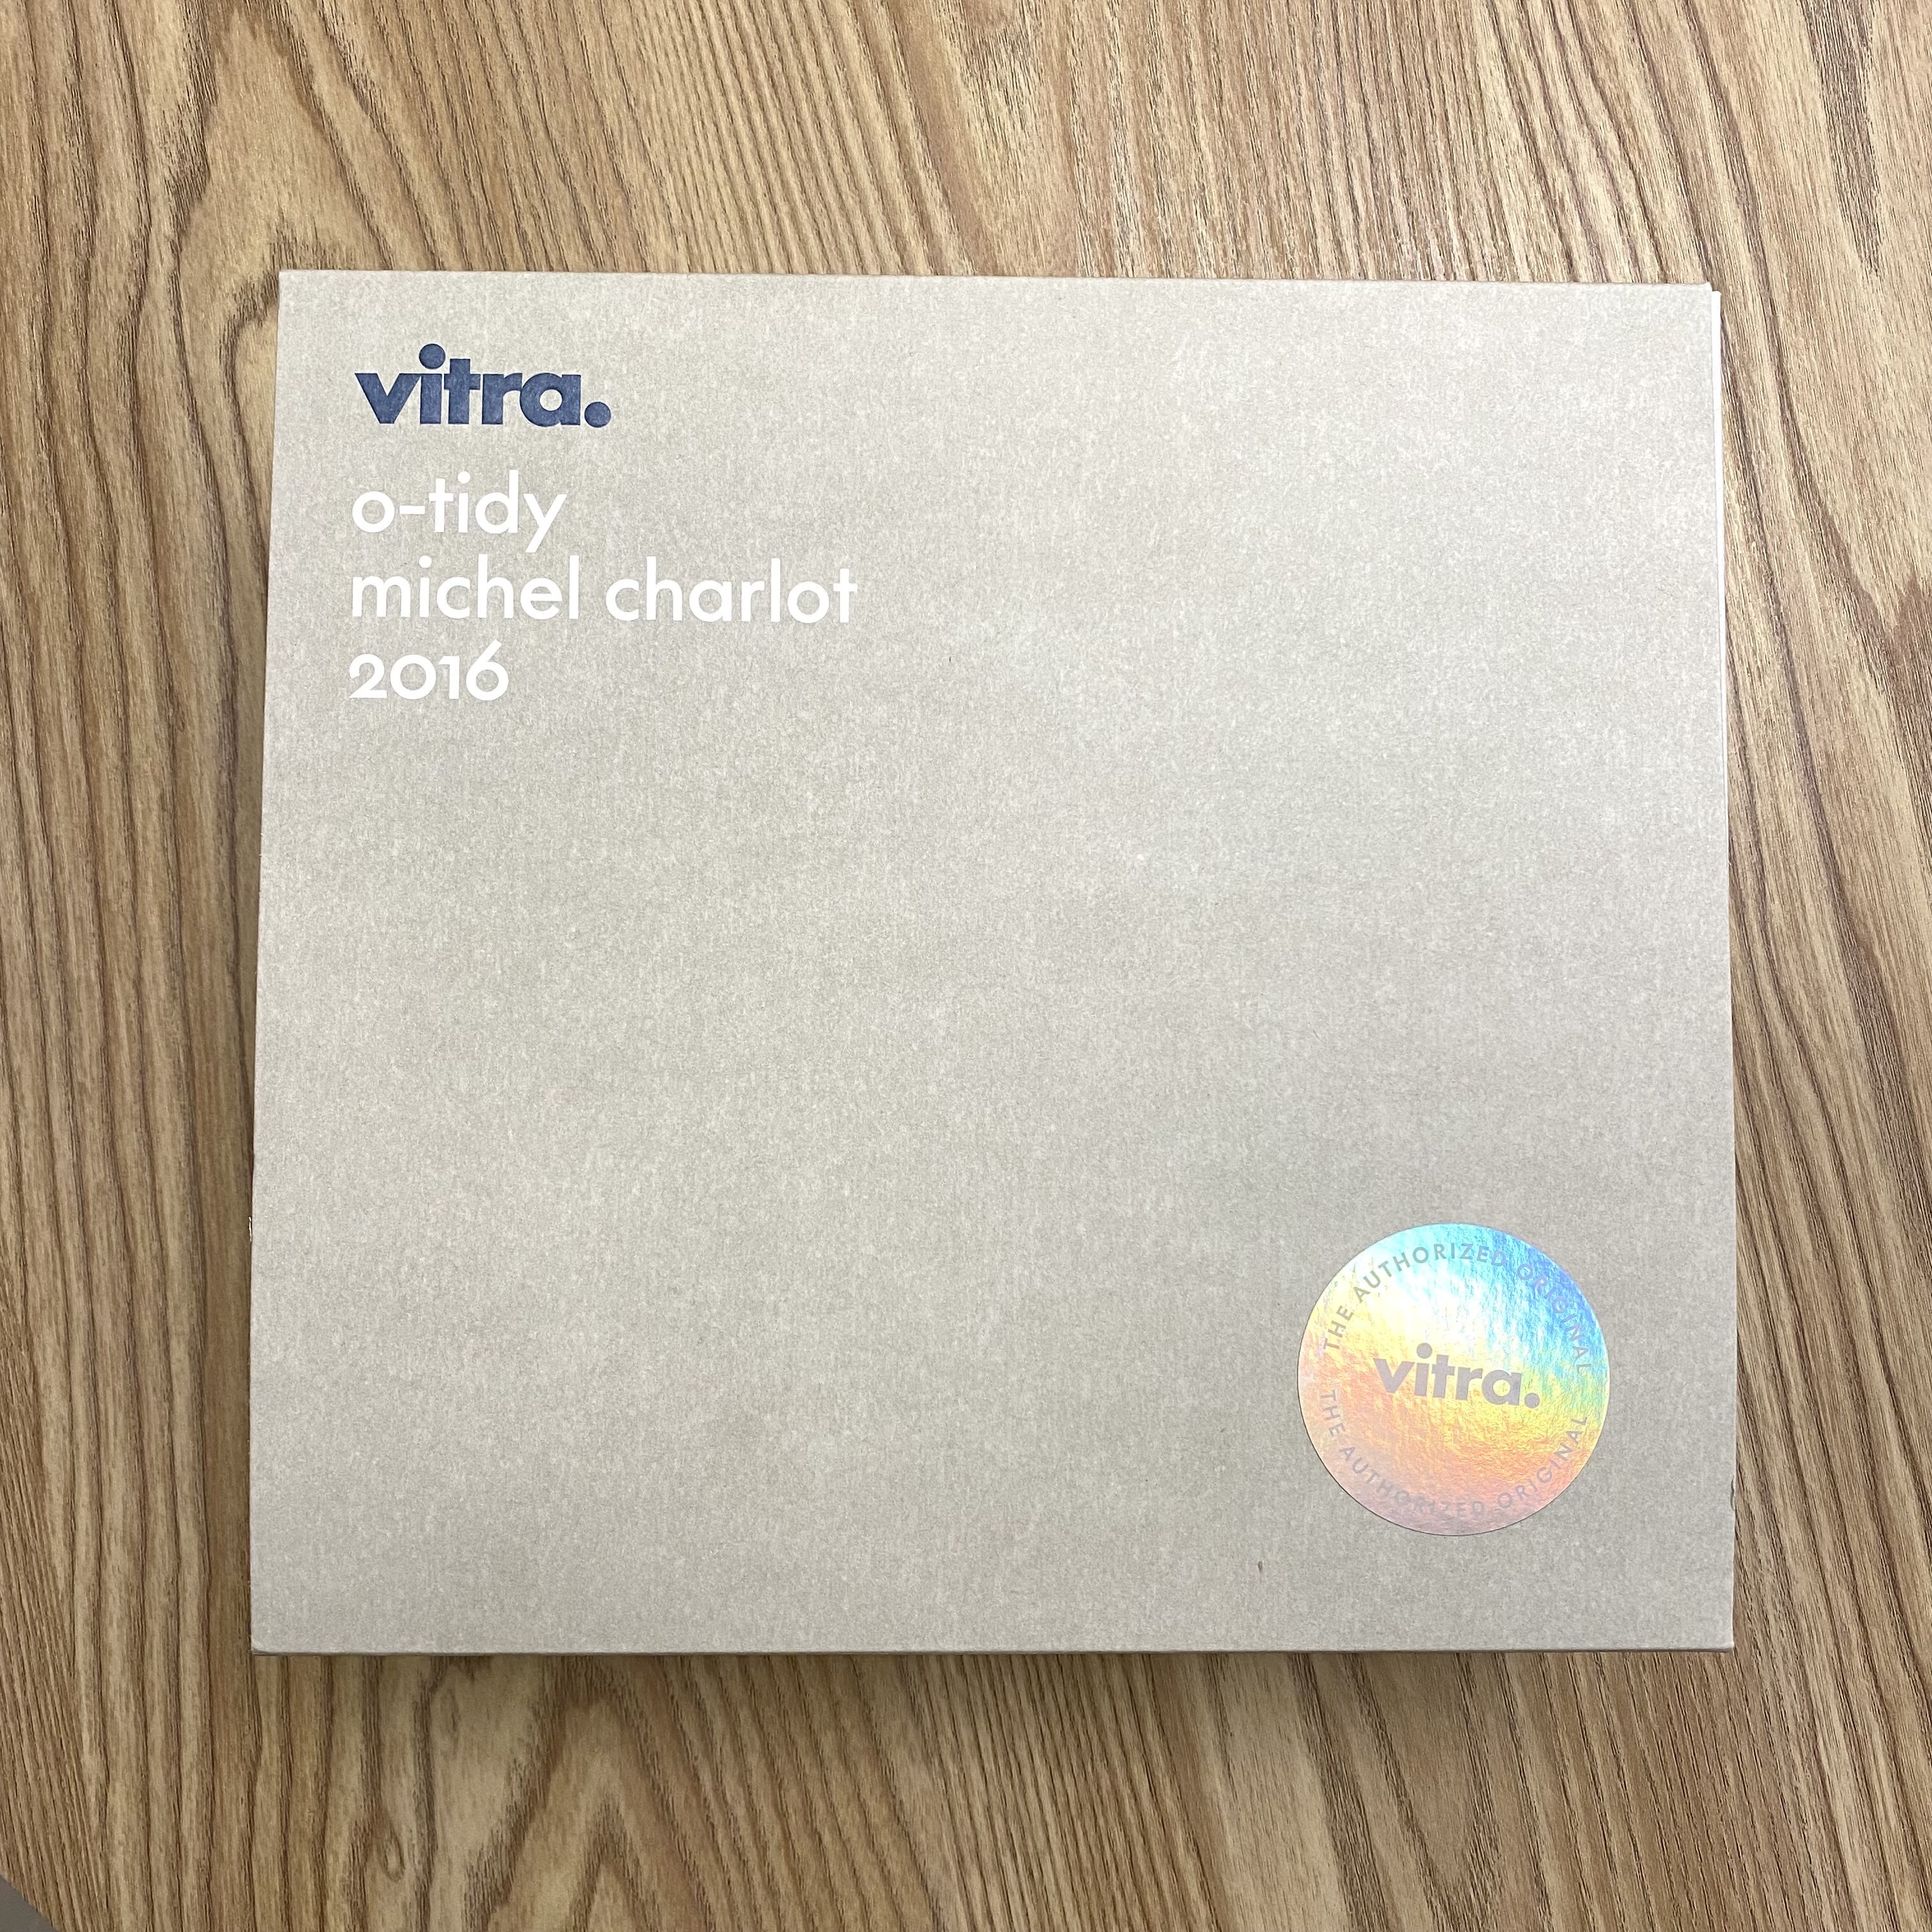 vitra.
o-tidy
michel charlot
2016
THE AUTHORIZED ORIGINAL
vitra.
THE AUTHORIZED ORIGINAL